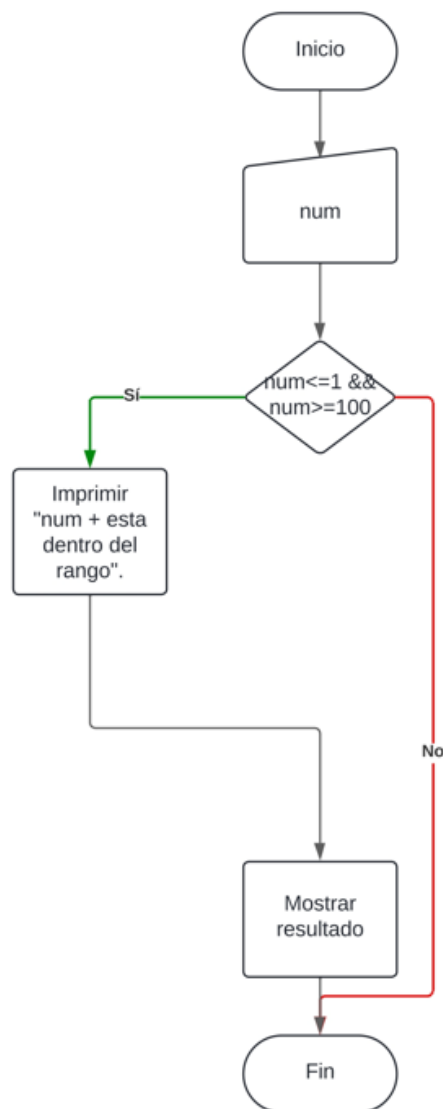 Inicio
num
num<=1 &&
num>=100
Sí
Imprimir
"num + esta
dentro del
rango".
No
Mostrar
resultado
Fin